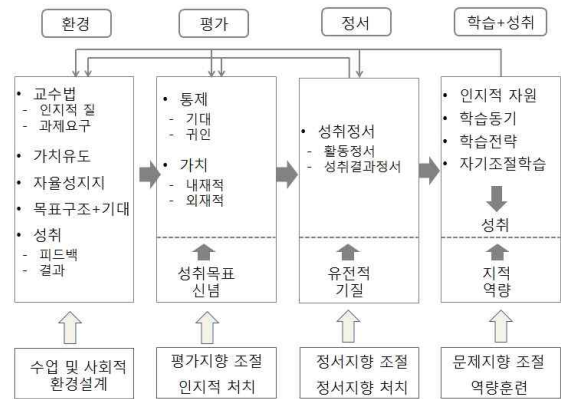 환경
평가
정서
학습+성취
• 교수법
- 인지적 질
- 과제요구
• 가치유도
• 자율성지지
• 목표구조+기대
• 성취
- 피드백
- 결과
• 통제
- 기대
- 귀인
• 가치
- 내재적
- 외재적
성취목표
신념
• 성취정서
- 활동정서
- 성취결과정서
유전적
기질
• 인지적 자원
• 학습동기
• 학습전략
• 자기조절학습
성취
지적
역량
수업 및 사회적
환경설계
평가지향 조절
인지적 처치
정서지향 조절
정서지향 처치
문제지향 조절
역량훈련